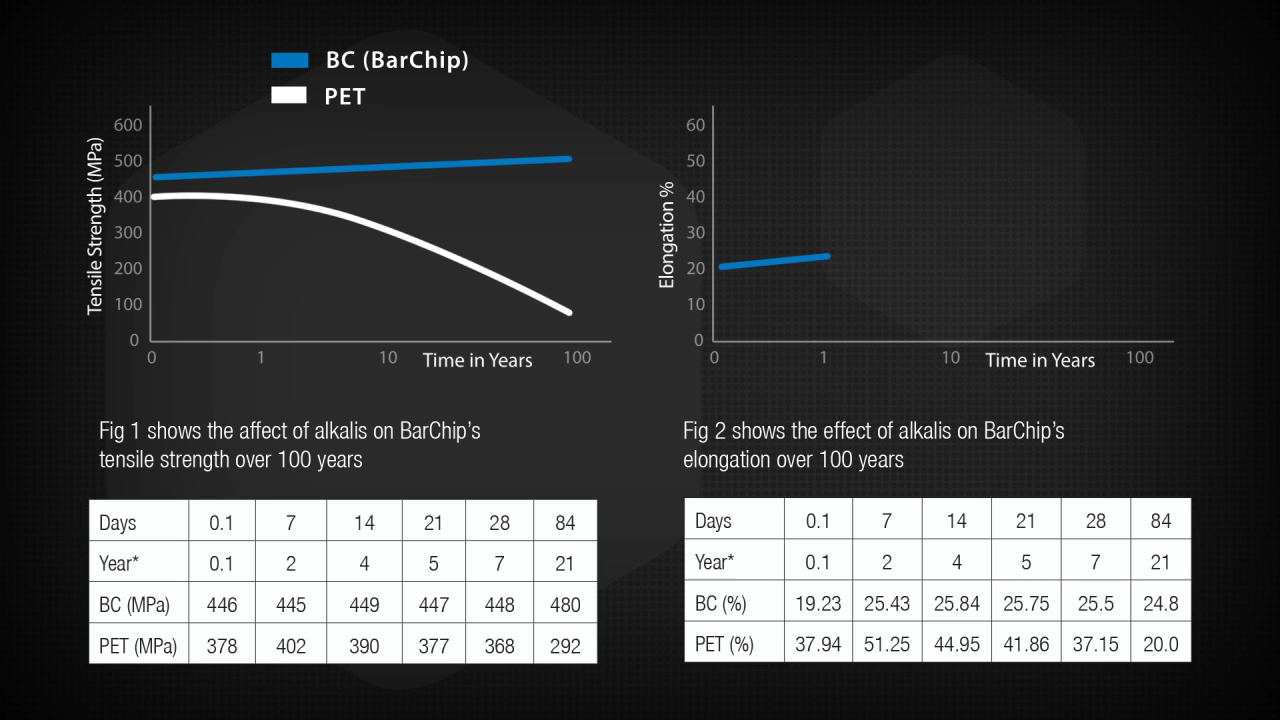 BC (BarChip)
PET
Tensile Strength (MPa)
600
500
400
300
200
100
0
0 1 10 Time in Years 100
Elongation %
60
50
40
30
20
10
0
0 1 10 Time in Years 100
Fig 1 shows the affect of alkalis on BarChip's
tensile strength over 100 years
Days 0.1 7 14 21 28 84
Year* 0.1 2 4 5 7 21
BC (MPa) 446 445 449 447 448 480
PET (MPa) 378 402 390 377 368 292
Fig 2 shows the effect of alkalis on BarChip's
elongation over 100 years
Days 0.1 7 14 21 28 84
Year* 0.1 2 4 5 7 21
BC (%) 19.23 25.43 25.84 25.75 25.5 24.8
PET (%) 37.94 51.25 44.95 41.86 37.15 20.0